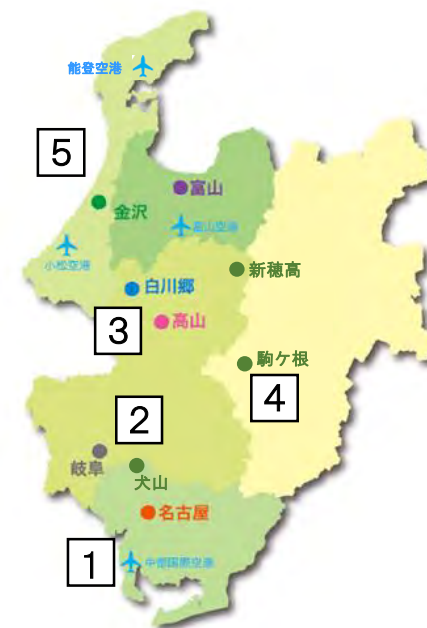 能登空港
5
富山
金沢
富山空港
小松空港
新穂高
白川郷
高山
3
駒ケ根
4
2
岐阜
犬山
名古屋
1
中部国際空港